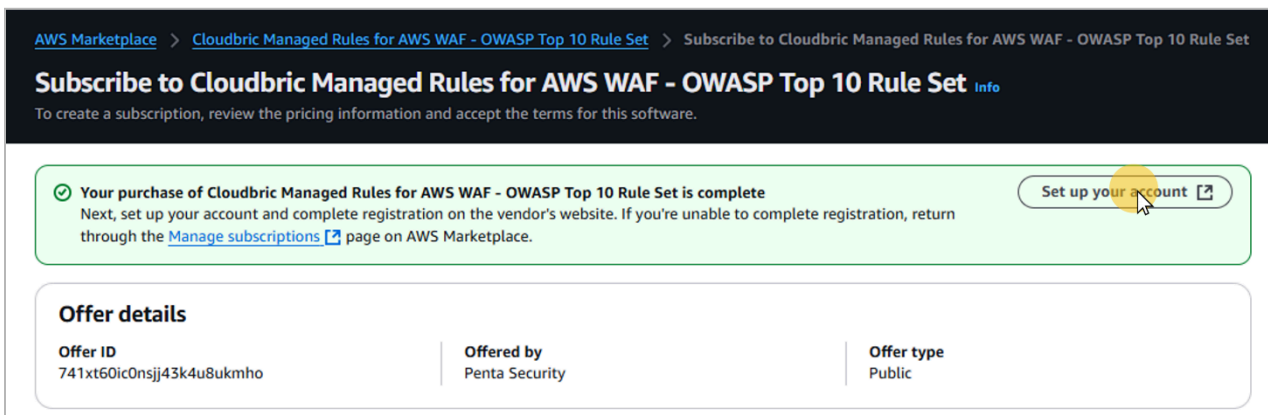 AWS Marketplace > Cloudbric Managed Rules for AWS WAF - OWASP Top 10 Rule Set > Subscribe to Cloudbric Managed Rules for AWS WAF - OWASP Top 10 Rule Set
Subscribe to Cloudbric Managed Rules for AWS WAF - OWASP Top 10 Rule Set Info
To create a subscription, review the pricing information and accept the terms for this software.
Your purchase of Cloudbric Managed Rules for AWS WAF - OWASP Top 10 Rule Set is complete
Set up your account
Next, set up your account and complete registration on the vendor's website. If you're unable to complete registration, return
through the Manage subscriptions page on AWS Marketplace.
Offer details
Offer ID
741xt60ic0nsjj43k4u8ukmho
Offered by
Penta Security
Offer type
Public